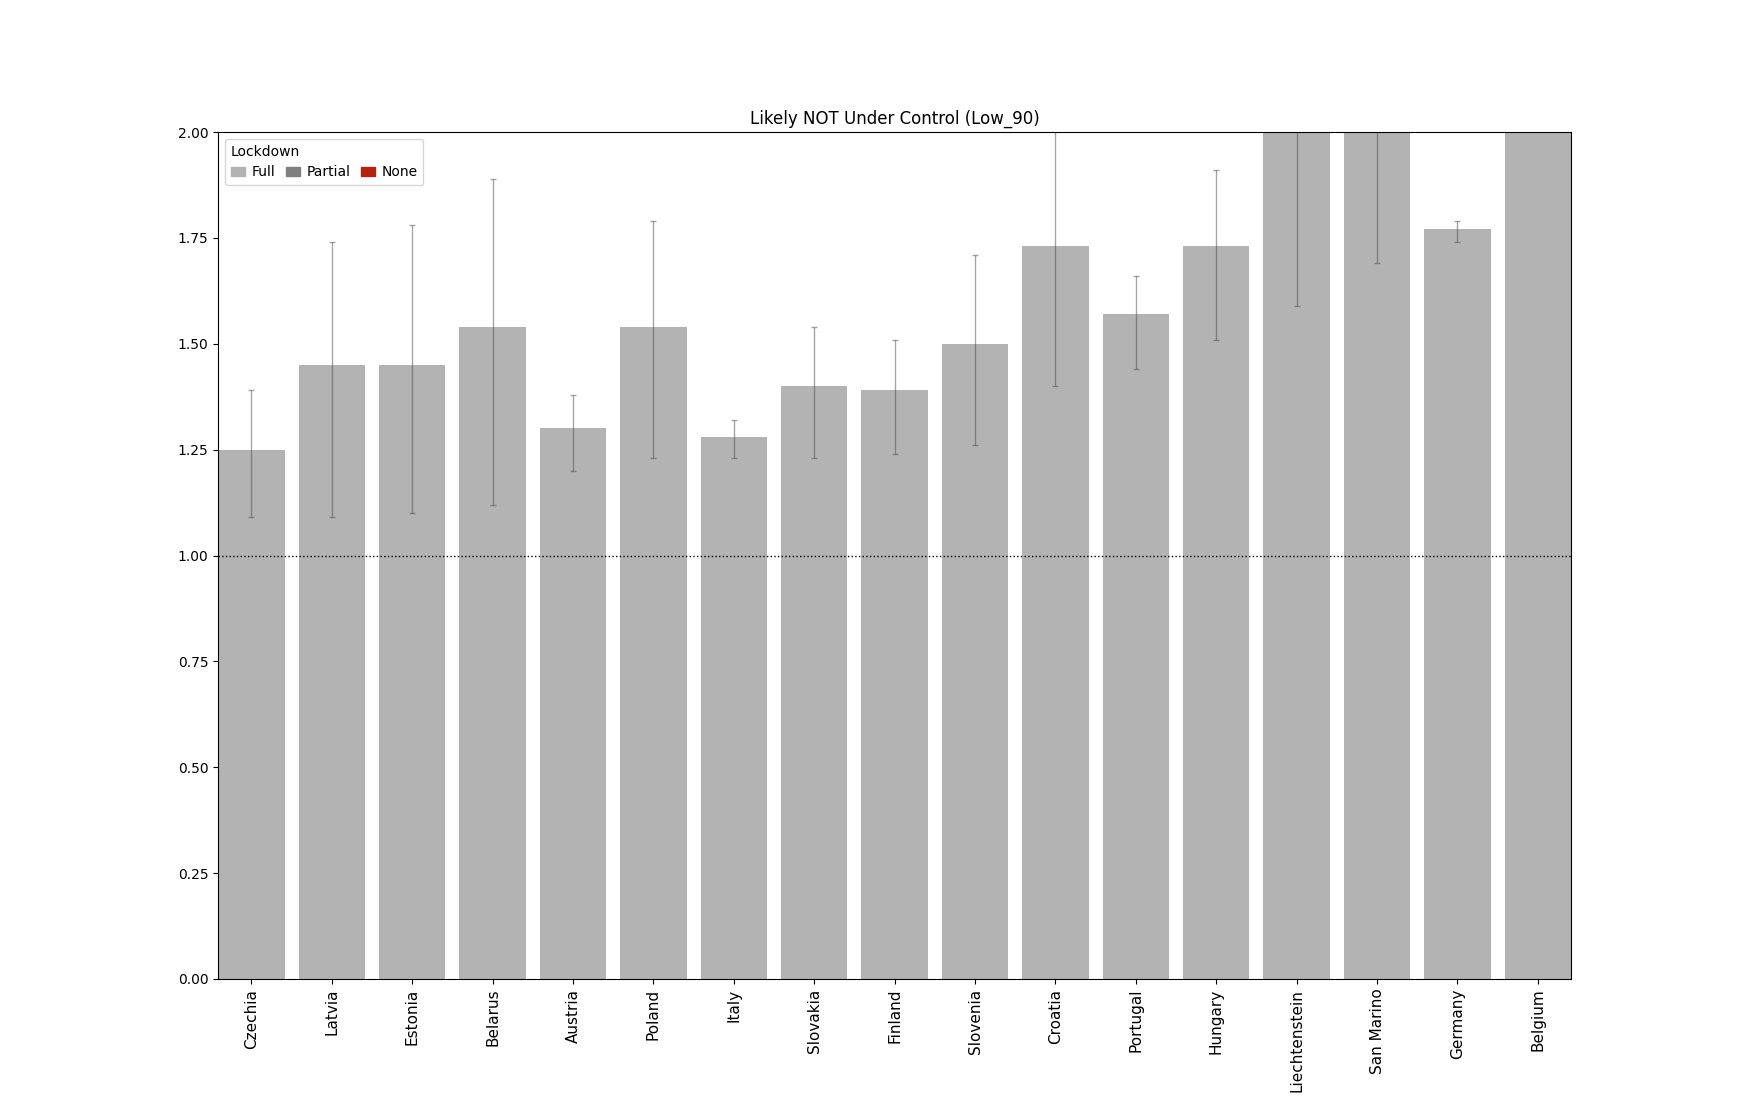 Likely NOT Under Control (Low_90)
Lockdown
Full Partial None
2.00
1.75
1.50
1.25
1.00
0.75
0.50
0.25
0.00
Czechia
Latvia
Estonia
Belarus
Austria
Poland
Italy
Slovakia
Finland
Slovenia
Croatia
Portugal
Hungary
Liechtenstein
San Marino
Germany
Belgium